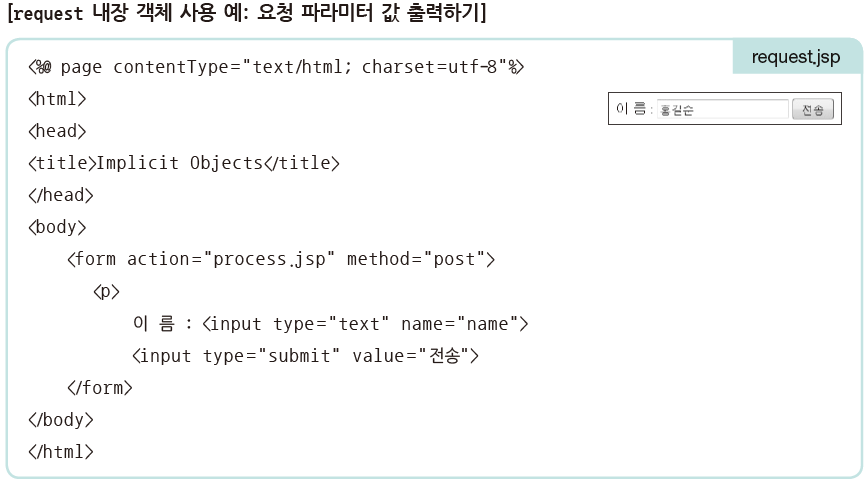 [request 내장 객체 사용 예: 요청 파라미터 값 출력하기]
request.jsp
<%@ page contentType="text/html; charset=utf-8"%>
<html>
이 름 : 홍길순 전송
<head>
<title>Implicit Objects</title>
</head>
<body>
<form action="process.jsp" method="post">
<p>
이 름 : <input type="text" name="name">
<input type="submit" value="전송">
</form>
</body>
</html>